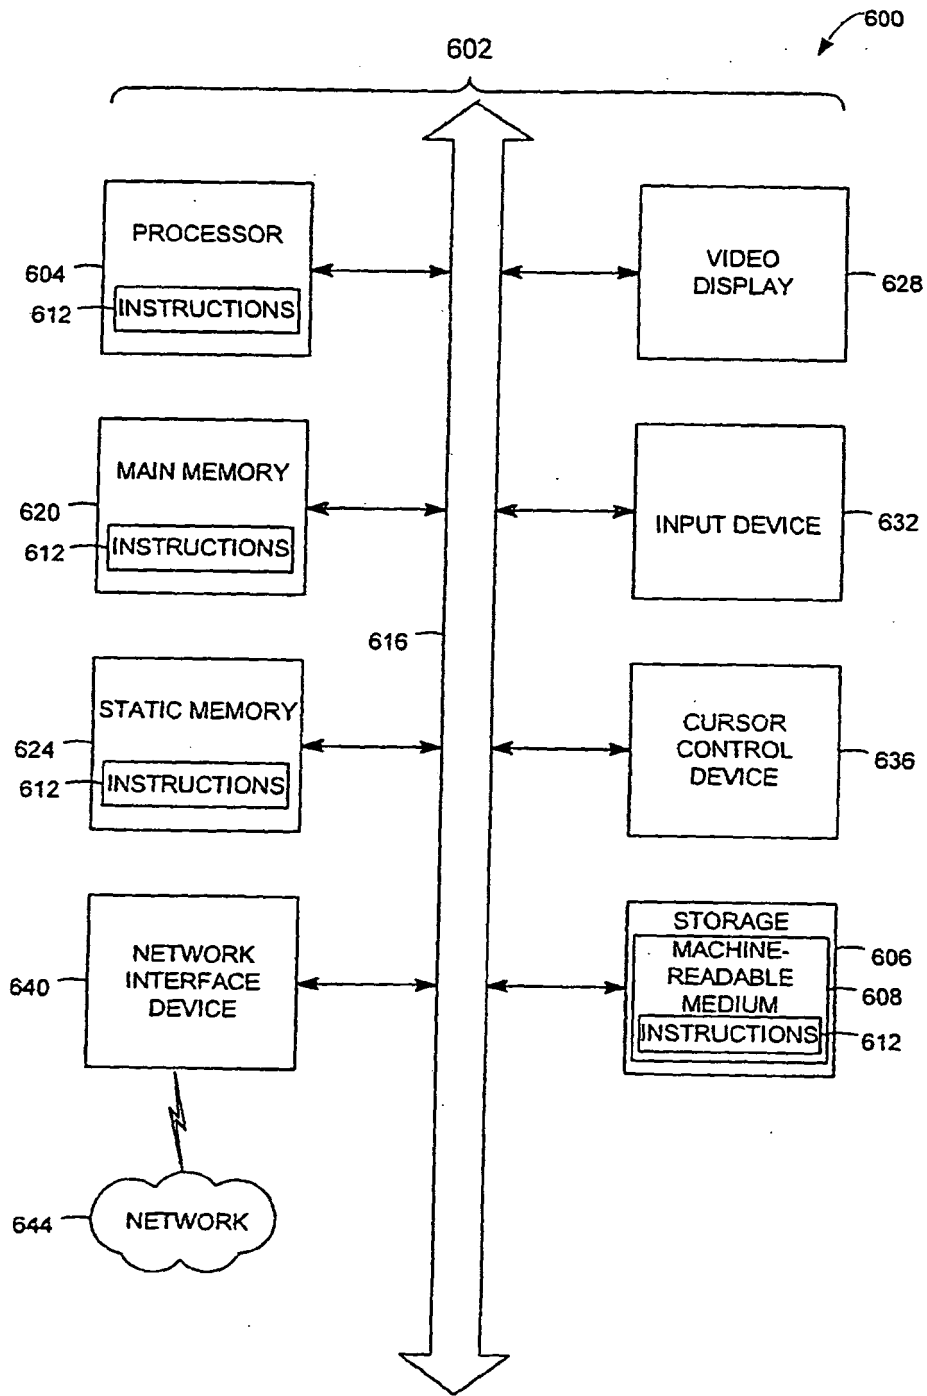 600
602
PROCESSOR
604
612
INSTRUCTIONS
VIDEO
DISPLAY
628
MAIN MEMORY
620
612
INSTRUCTIONS
INPUT DEVICE
632
616
STATIC MEMORY
624
612
INSTRUCTIONS
CURSOR
CONTROL
DEVICE
636
NETWORK
INTERFACE
DEVICE
640
STORAGE
606
MACHINE-
READABLE
MEDIUM
608
INSTRUCTIONS
612
644
NETWORK